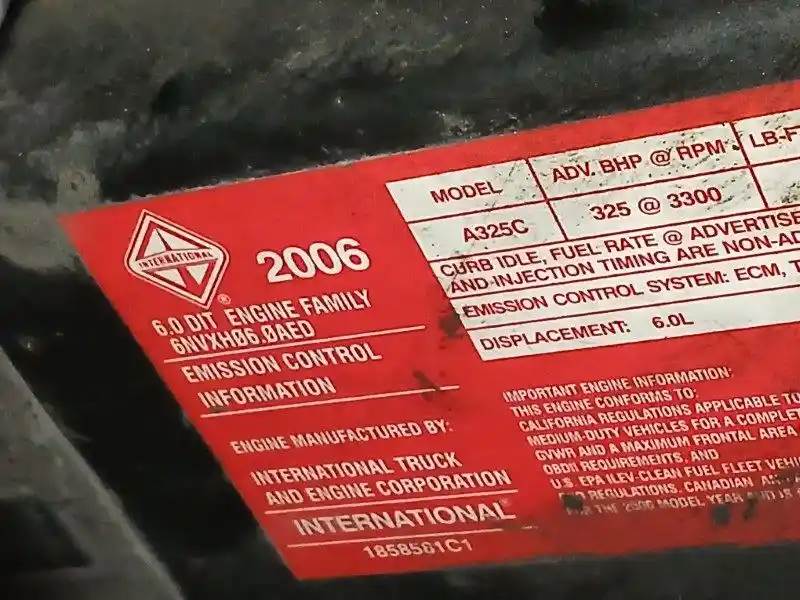 INTERNATIONAL
®
2006
6.0 DIT ENGINE FAMILY
6NVXH06.0AED
EMISSION CONTROL
INFORMATION
ENGINE MANUFACTURED BY:
INTERNATIONAL TRUCK
AND ENGINE CORPORATION
INTERNATIONAL®
1858561C1
MODEL ADV. BHP @ RPM LB-F
A325C 325 @ 3300
CURB IDLE, FUEL RATE @ ADVERTISE
AND INJECTION TIMING ARE NON-AD
EMISSION CONTROL SYSTEM: ECM, T
DISPLACEMENT: 6.0L
IMPORTANT ENGINE INFORMATION:
THIS ENGINE CONFORMS TO:
CALIFORNIA REGULATIONS APPLICABLE TO
MEDIUM-DUTY VEHICLES FOR A COMPLET
GVWR AND A MAXIMUM FRONTAL AREA
OBDII REQUIREMENTS, AND
U.S. EPA ILEV-CLEAN FUEL FLEET VEHI
REGULATIONS, CANADIAN
THE 2006 MODEL YEAR AND